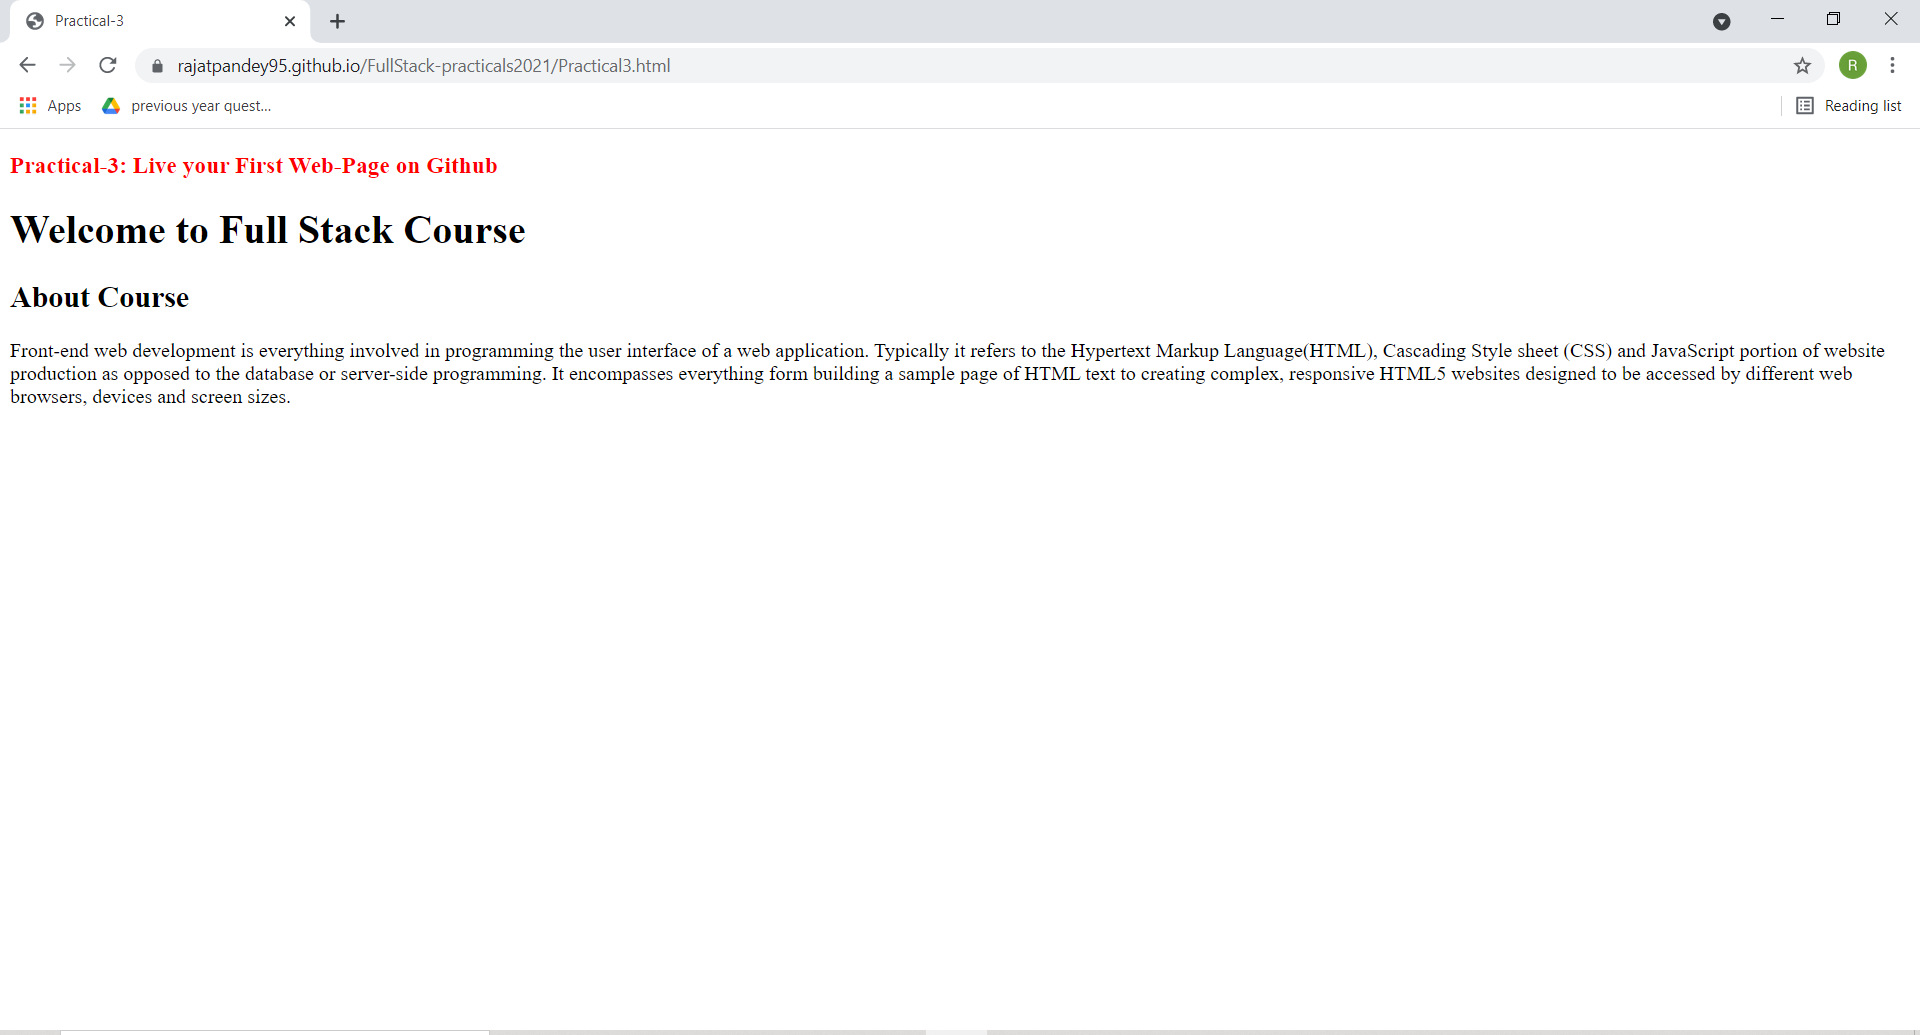 Practical-3
rajatpandey95.github.io/FullStack-practicals2021/Practical3.html
R
Apps
previous year quest...
Reading list
Practical-3: Live your First Web-Page on Github
Welcome to Full Stack Course
About Course
Front-end web development is everything involved in programming the user interface of a web application. Typically it refers to the Hypertext Markup Language(HTML), Cascading Style sheet (CSS) and JavaScript portion of website
production as opposed to the database or server-side programming. It encompasses everything form building a sample page of HTML text to creating complex, responsive HTML5 websites designed to be accessed by different web
browsers, devices and screen sizes.